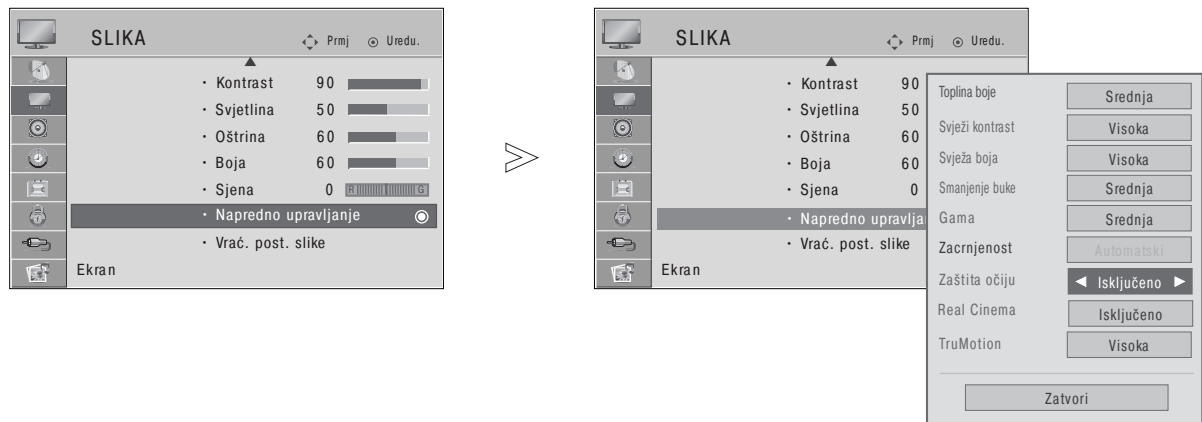 SLIKA
Prmj
Uredu.
• Kontrast 90
• Svjetlina 50
• Oštrina 60
• Boja 60
• Sjena 0 R G
• Napredno upravljanje
• Vrać. post. slike
Ekran
SLIKA
Prmj
Uredu.
• Kontrast 90
• Svjetlina 50
• Oštrina 60
• Boja 60
• Sjena 0
• Napredno upravlja
• Vrać. post. slike
Ekran
Toplina boje Srednja
Svježi kontrast Visoka
Svježa boja Visoka
Smanjenje buke Srednja
Gama Srednja
Zacrnjenost Automatski
Zaštita očiju ◄ Isključeno ►
Real Cinema Isključeno
TruMotion Visoka
Zatvori